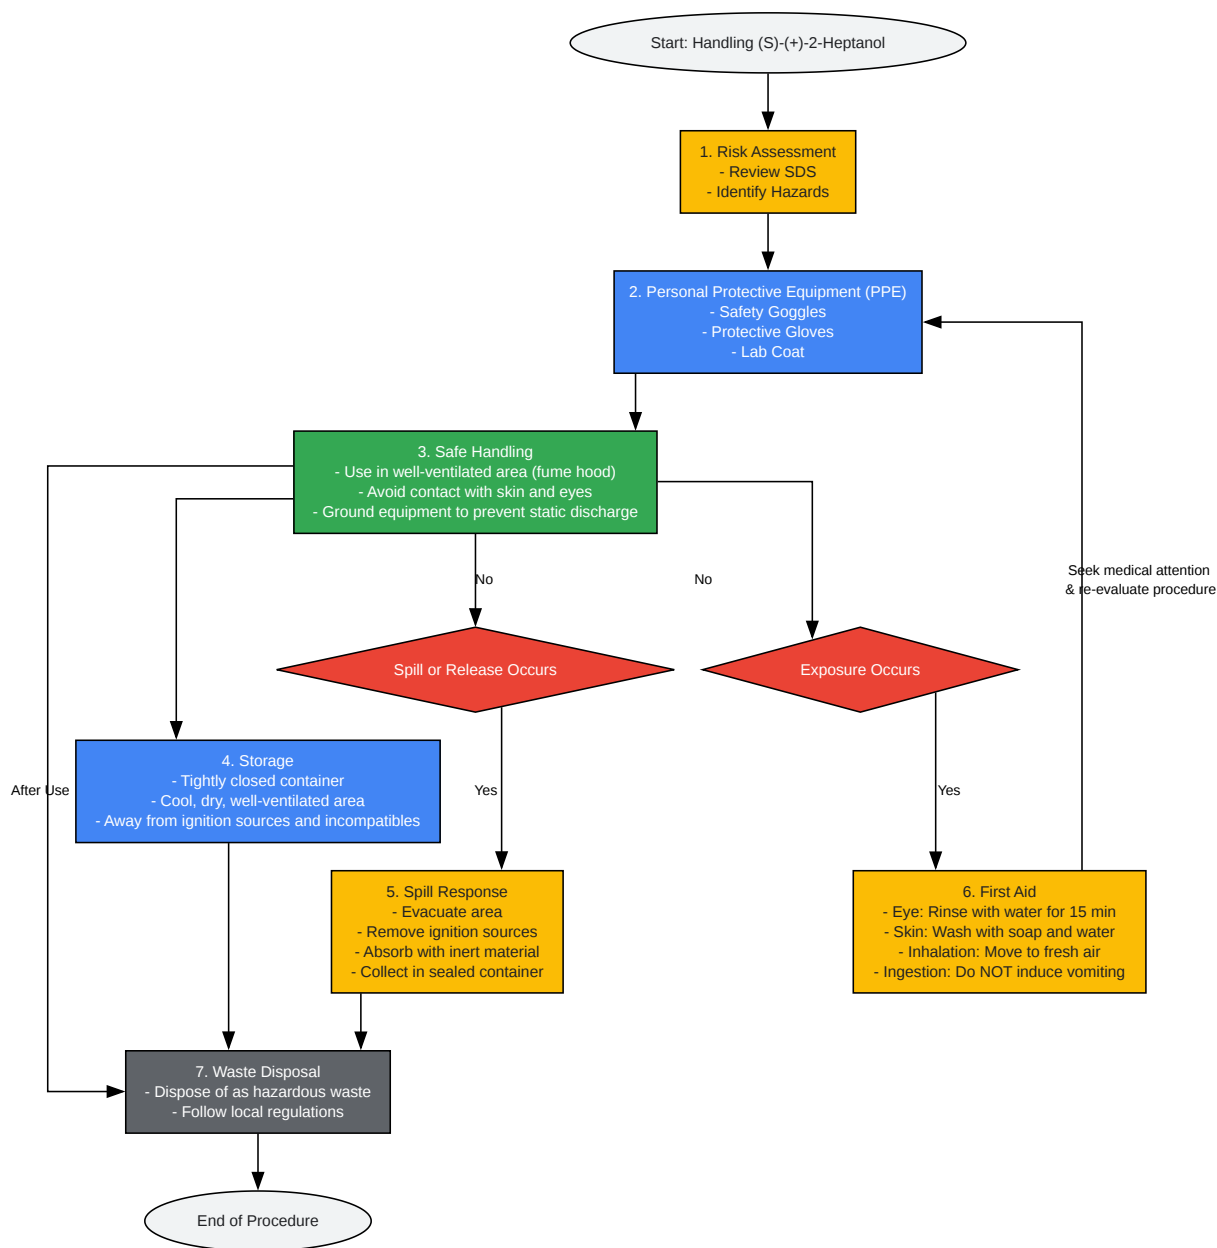 Start: Handling (S)-(+)-2-Heptanol
1. Risk Assessment
- Review SDS
- Identify Hazards
2. Personal Protective Equipment (PPE)
- Safety Goggles
- Protective Gloves
- Lab Coat
3. Safe Handling
- Use in well-ventilated area (fume hood)
- Avoid contact with skin and eyes
- Ground equipment to prevent static discharge
No
No
Seek medical attention
& re-evaluate procedure
Spill or Release Occurs
Exposure Occurs
4. Storage
- Tightly closed container
- Cool, dry, well-ventilated area
- Away from ignition sources and incompatibles
After Use
Yes
Yes
5. Spill Response
- Evacuate area
- Remove ignition sources
- Absorb with inert material
- Collect in sealed container
6. First Aid
- Eye: Rinse with water for 15 min
- Skin: Wash with soap and water
- Inhalation: Move to fresh air
- Ingestion: Do NOT induce vomiting
7. Waste Disposal
- Dispose of as hazardous waste
- Follow local regulations
End of Procedure